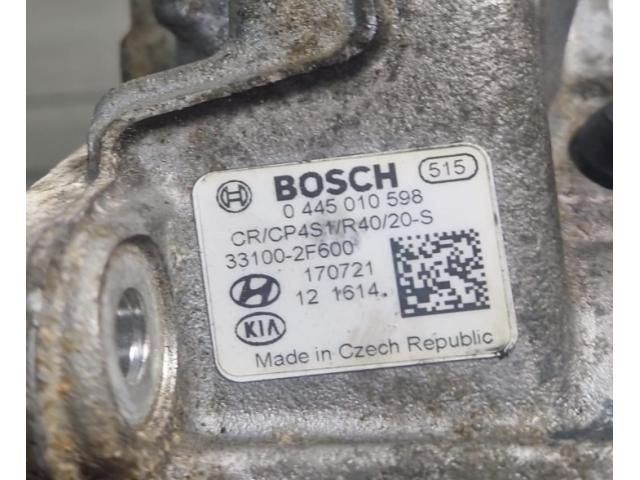 BOSCH 515
0 445 010 598
CR/CP4S1/R40/20-S
33100-2F600
170721
12 1614
KIA
Made in Czech Republic